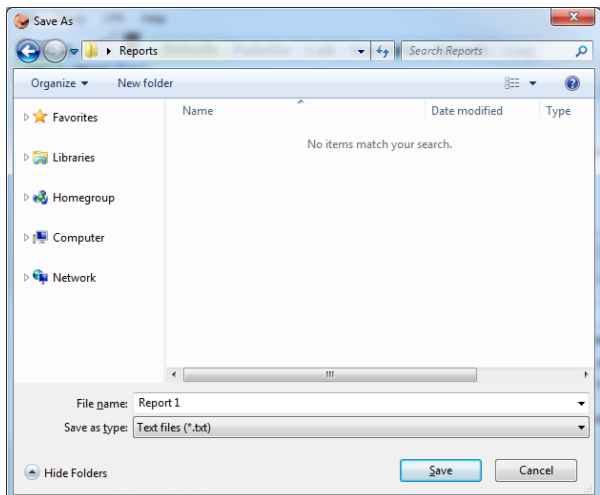 Save As
Reports
Search Reports
Organize New folder
Name Date modified Type
No items match your search.
Favorites
Libraries
Homegroup
Computer
Network
File name: Report 1
Save as type: Text files (*.txt)
Hide Folders Save Cancel